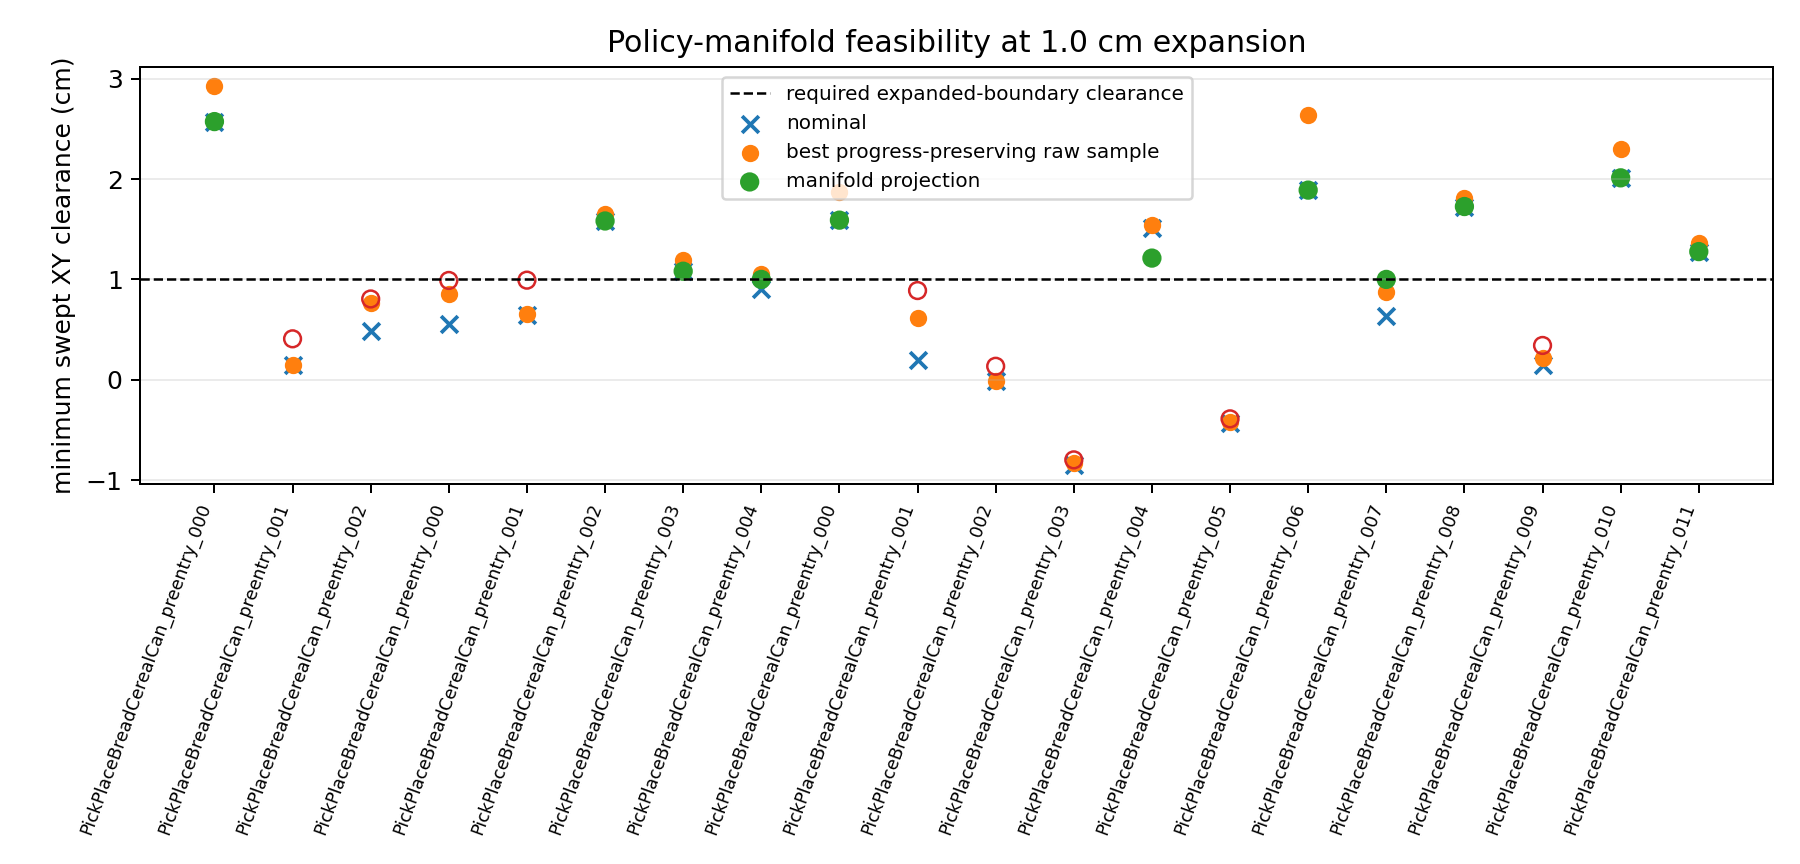 Policy-manifold feasibility at 1.0 cm expansion
minimum swept XY clearance (cm)
3
2
1
0
−1
required expanded-boundary clearance
nominal
best progress-preserving raw sample
manifold projection
PickPlaceBreadCerealCan_preentry_000
PickPlaceBreadCerealCan_preentry_001
PickPlaceBreadCerealCan_preentry_002
PickPlaceBreadCerealCan_preentry_000
PickPlaceBreadCerealCan_preentry_001
PickPlaceBreadCerealCan_preentry_002
PickPlaceBreadCerealCan_preentry_003
PickPlaceBreadCerealCan_preentry_004
PickPlaceBreadCerealCan_preentry_000
PickPlaceBreadCerealCan_preentry_001
PickPlaceBreadCerealCan_preentry_002
PickPlaceBreadCerealCan_preentry_003
PickPlaceBreadCerealCan_preentry_004
PickPlaceBreadCerealCan_preentry_005
PickPlaceBreadCerealCan_preentry_006
PickPlaceBreadCerealCan_preentry_007
PickPlaceBreadCerealCan_preentry_008
PickPlaceBreadCerealCan_preentry_009
PickPlaceBreadCerealCan_preentry_010
PickPlaceBreadCerealCan_preentry_011